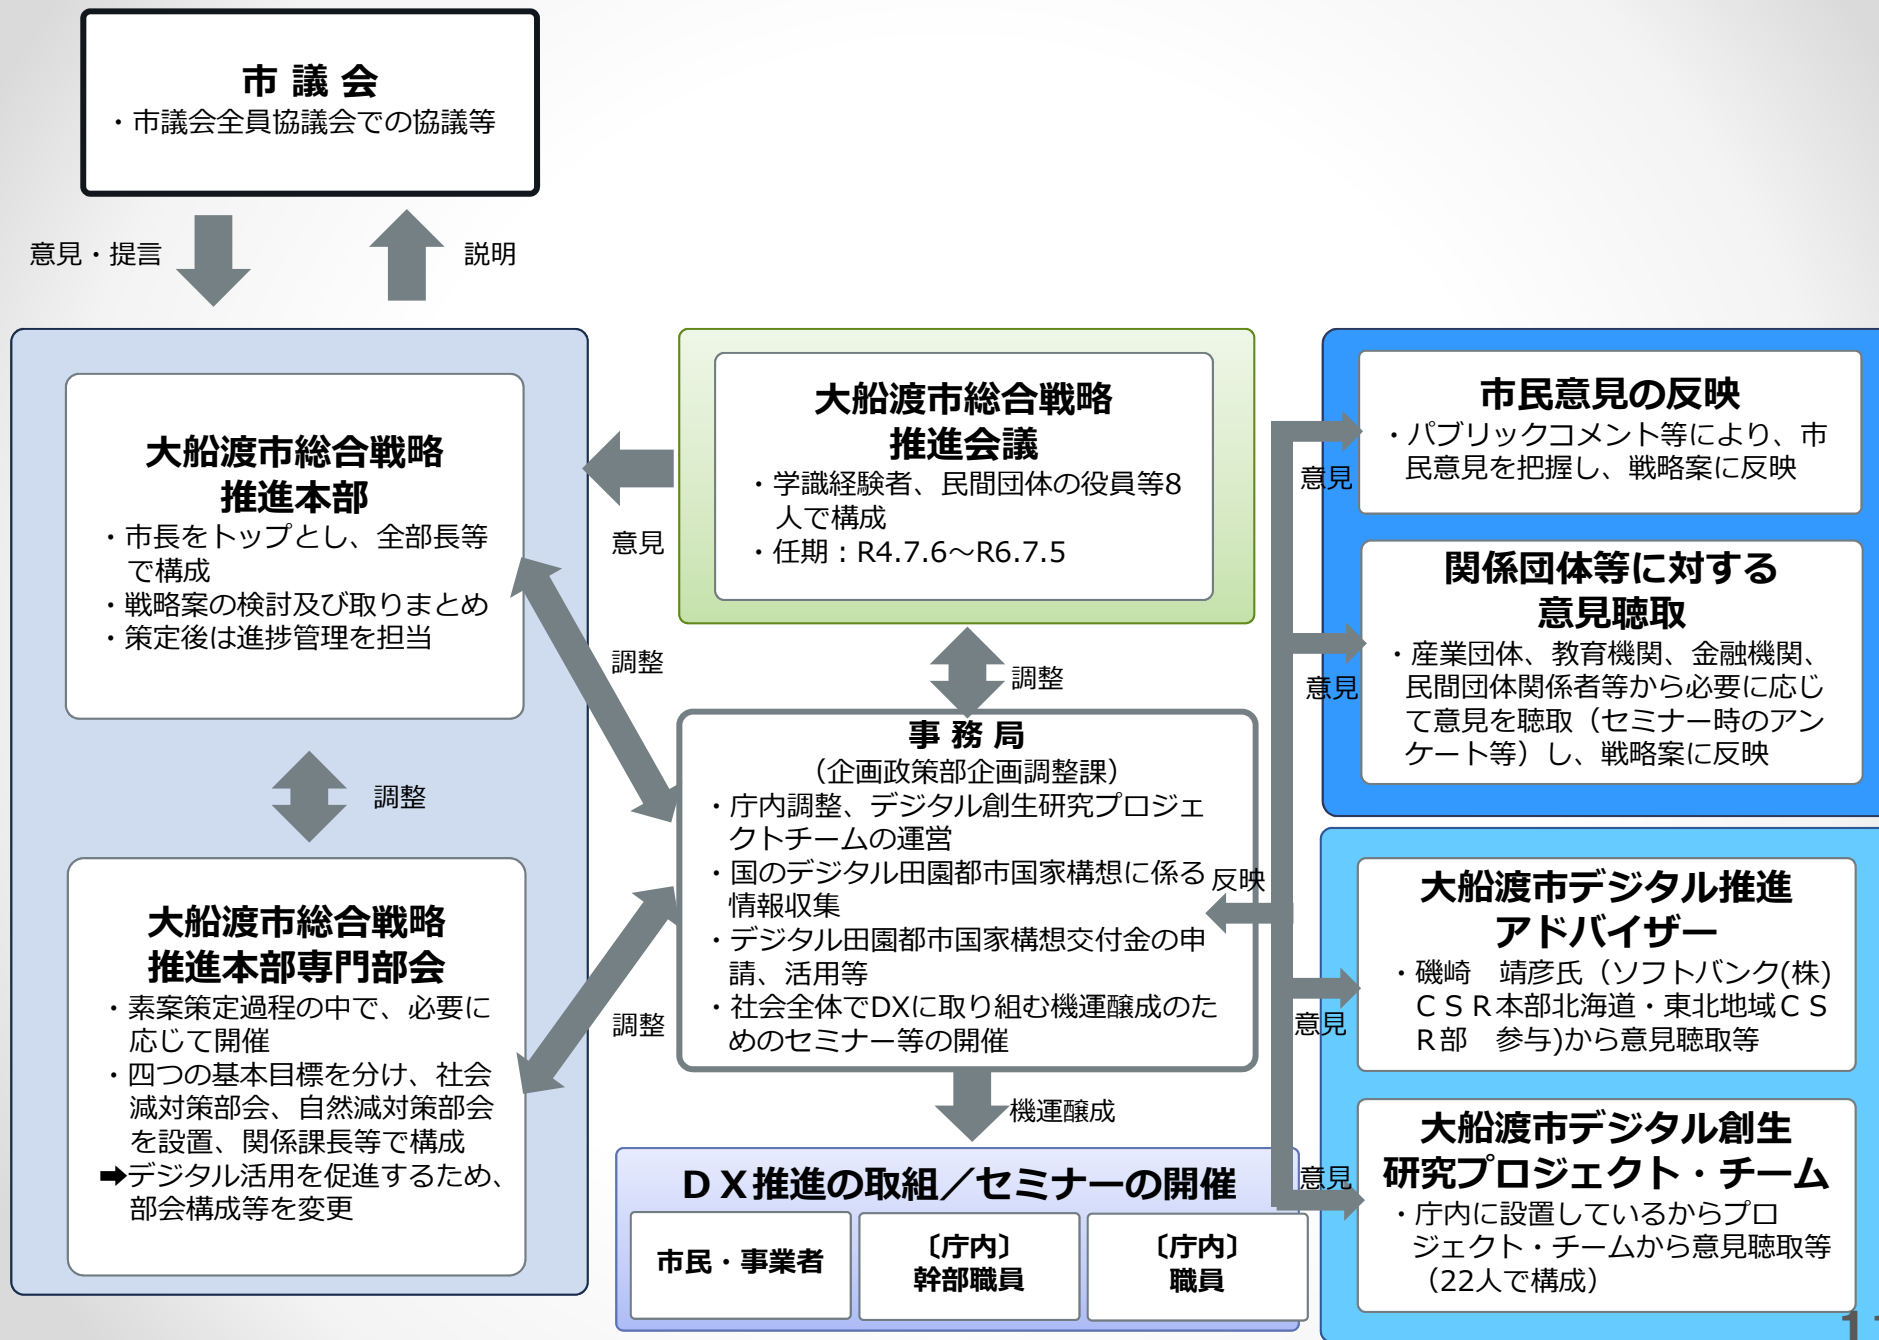 市 議 会
・市議会全員協議会での協議等
意見・提言
説明
大船渡市総合戦略
推進本部
・市長をトップとし、全部長等
で構成
・戦略案の検討及び取りまとめ
・策定後は進捗管理を担当
調整
大船渡市総合戦略
推進本部専門部会
・素案策定過程の中で、必要に
応じて開催
・四つの基本目標を分け、社会
減対策部会、自然減対策部会
を設置、関係課長等で構成
➡デジタル活用を促進するため、
部会構成等を変更
大船渡市総合戦略
推進会議
・学識経験者、民間団体の役員等8
人で構成
・任期：R4.7.6～R6.7.5
意見
調整
調整
調整
事 務 局
（企画政策部企画調整課）
・庁内調整、デジタル創生研究プロジェ
クトチームの運営
・国のデジタル田園都市国家構想に係る
情報収集
・デジタル田園都市国家構想交付金の申
請、活用等
・社会全体でDXに取り組む機運醸成のた
めのセミナー等の開催
反映
機運醸成
ＤＸ推進の取組／セミナーの開催
市民・事業者
〔庁内〕
幹部職員
〔庁内〕
職員
市民意見の反映
・パブリックコメント等により、市
民意見を把握し、戦略案に反映
意見
関係団体等に対する
意見聴取
・産業団体、教育機関、金融機関、
民間団体関係者等から必要に応じ
て意見を聴取（セミナー時のアン
ケート等）し、戦略案に反映
意見
大船渡市デジタル推進
アドバイザー
・磯崎　靖彦氏（ソフトバンク(株)
ＣＳＲ本部北海道・東北地域ＣＳ
Ｒ部　参与)から意見聴取等
意見
大船渡市デジタル創生
研究プロジェクト・チーム
・庁内に設置しているからプロ
ジェクト・チームから意見聴取等
（22人で構成）
意見